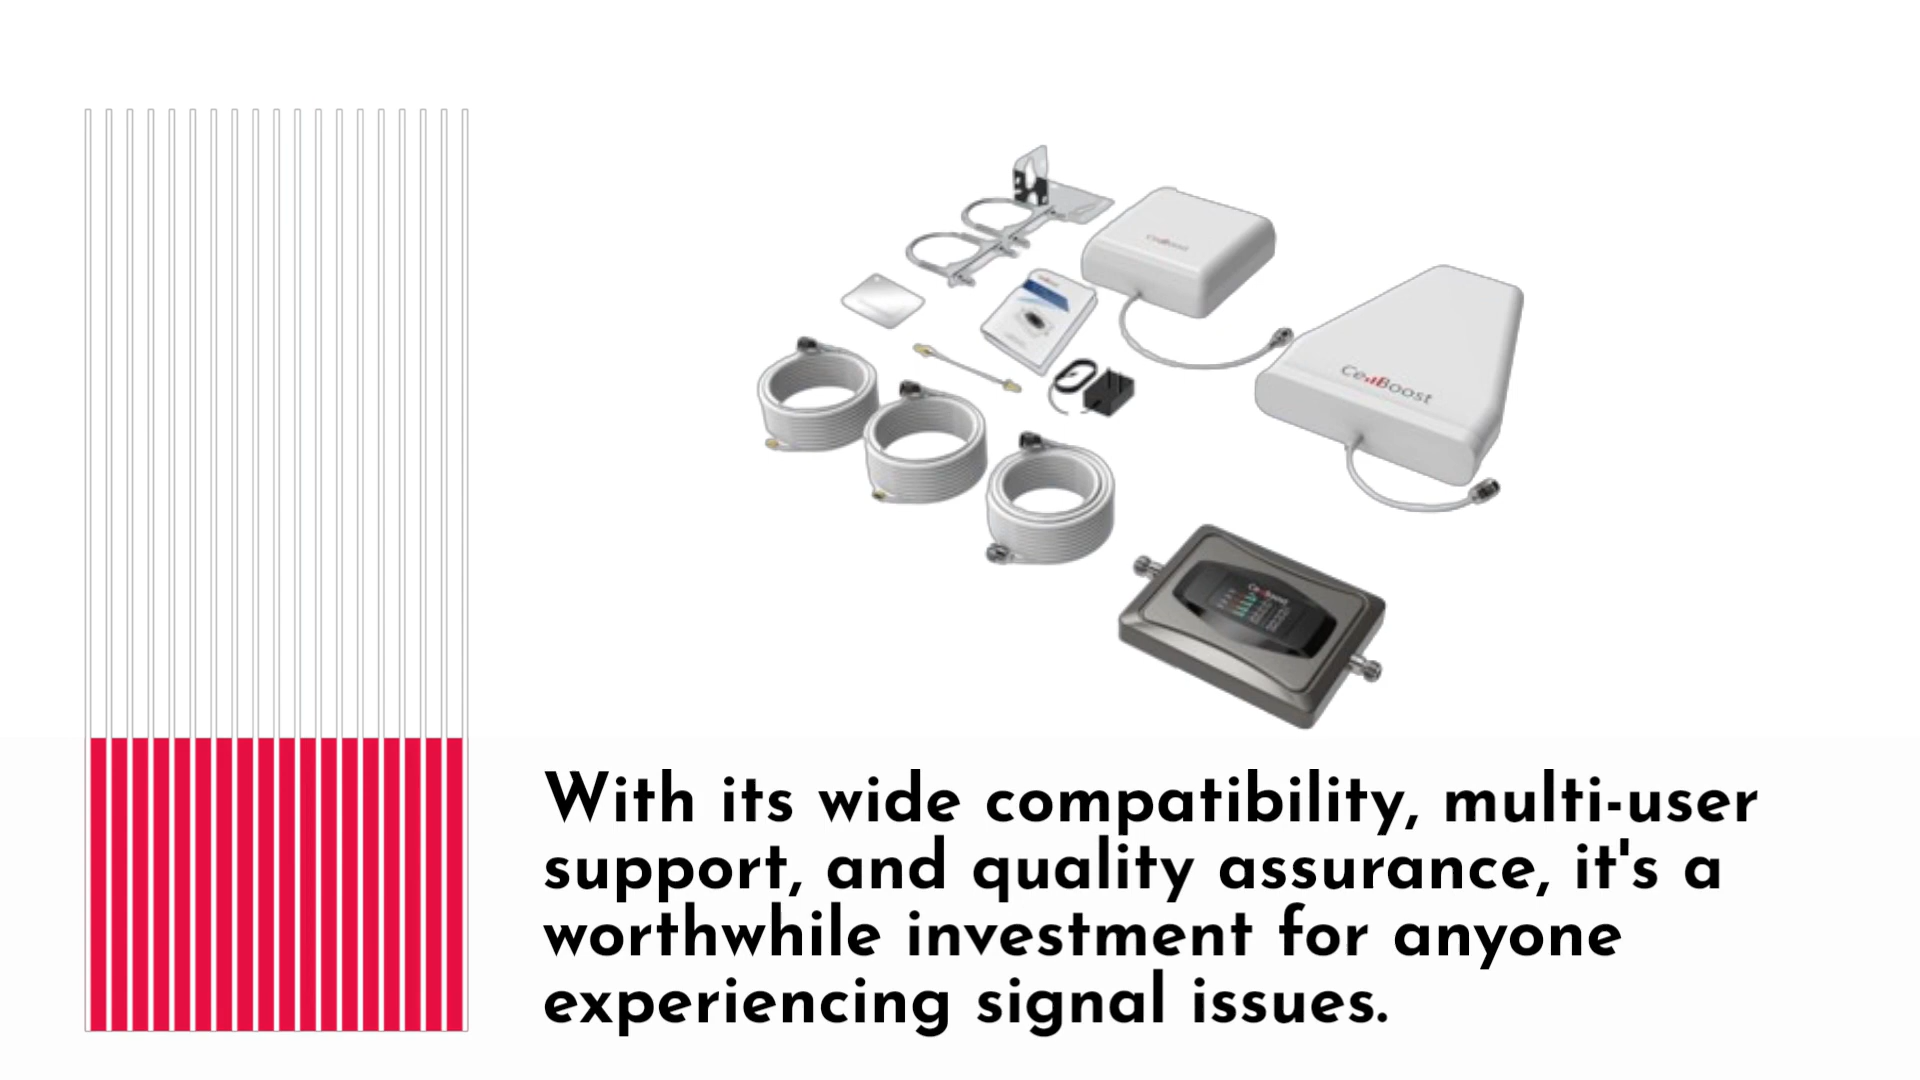 CellBoost
CellBoost
With its wide compatibility, multi-user
support, and quality assurance, it's a
worthwhile investment for anyone
experiencing signal issues.